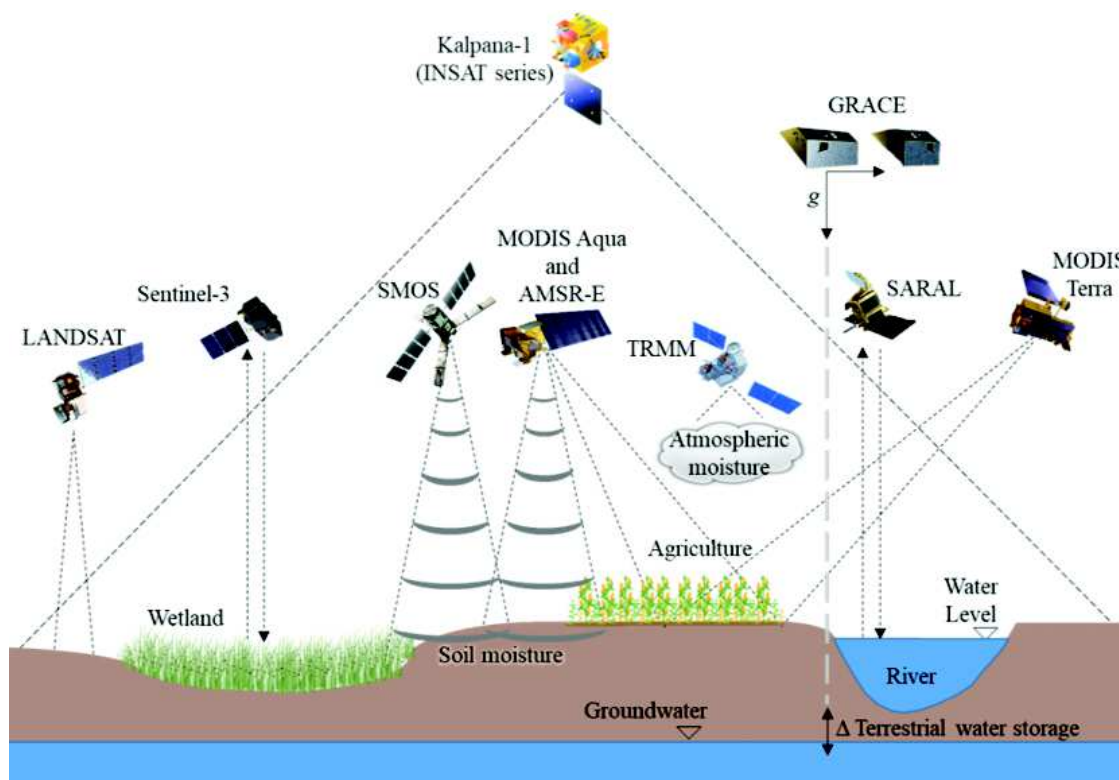 Kalpana-1
(INSAT series)
GRACE
g
MODIS Aqua
and
AMSR-E
MODIS
Terra
Sentinel-3
SMOS
SARAL
LANDSAT
TRMM
Atmospheric
moisture
Agriculture
Water
Level
Wetland
Soil moisture
River
Groundwater
Δ Terrestrial water storage